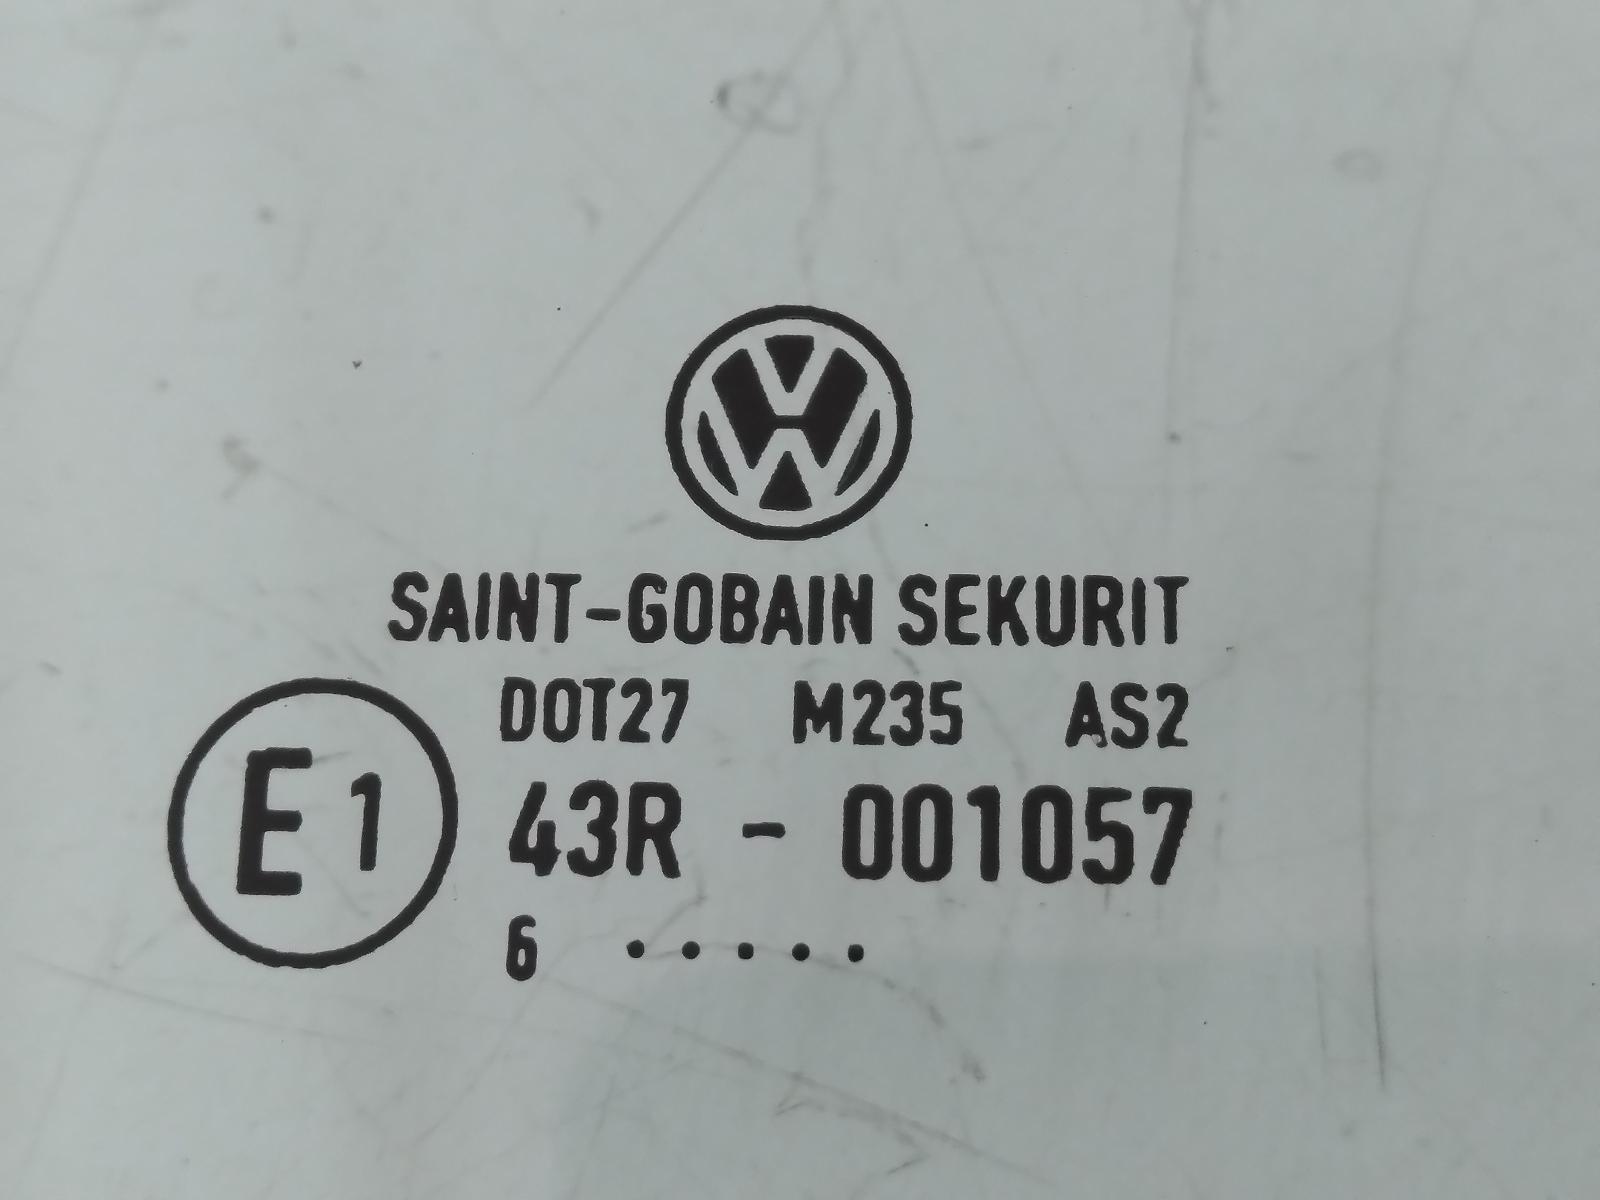 SAINT-GOBAIN SEKURIT
DOT27 M235 AS2
E1 43R - 001057
6 .....